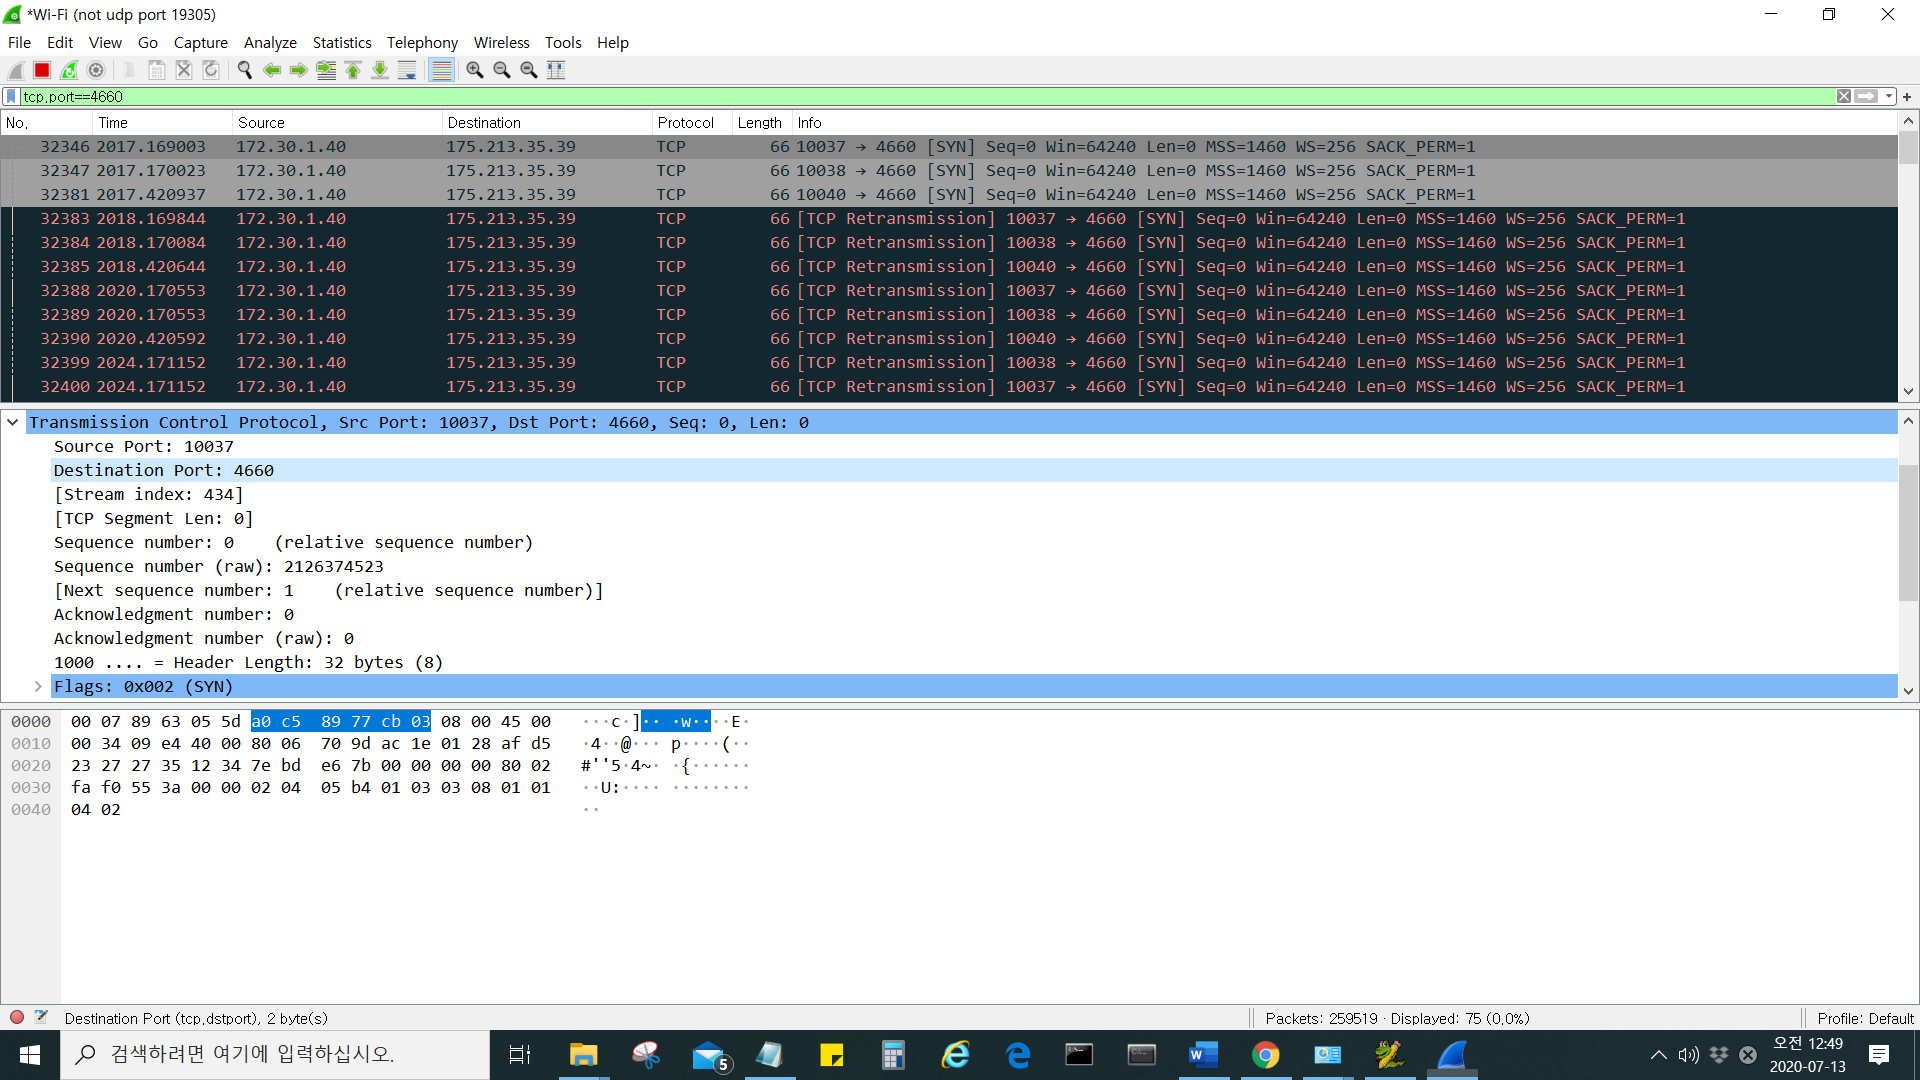 *Wi-Fi (not udp port 19305)
File Edit View Go Capture Analyze Statistics Telephony Wireless Tools Help
tcp.port==4660
No. Time Source Destination Protocol Length Info
32346 2017.169003 172.30.1.40 175.213.35.39 TCP 66 10037 → 4660 [SYN] Seq=0 Win=64240 Len=0 MSS=1460 WS=256 SACK_PERM=1
32347 2017.170023 172.30.1.40 175.213.35.39 TCP 66 10038 → 4660 [SYN] Seq=0 Win=64240 Len=0 MSS=1460 WS=256 SACK_PERM=1
32381 2017.420937 172.30.1.40 175.213.35.39 TCP 66 10040 → 4660 [SYN] Seq=0 Win=64240 Len=0 MSS=1460 WS=256 SACK_PERM=1
32383 2018.169844 172.30.1.40 175.213.35.39 TCP 66 [TCP Retransmission] 10037 → 4660 [SYN] Seq=0 Win=64240 Len=0 MSS=1460 WS=256 SACK_PERM=1
32384 2018.170084 172.30.1.40 175.213.35.39 TCP 66 [TCP Retransmission] 10038 → 4660 [SYN] Seq=0 Win=64240 Len=0 MSS=1460 WS=256 SACK_PERM=1
32385 2018.420644 172.30.1.40 175.213.35.39 TCP 66 [TCP Retransmission] 10040 → 4660 [SYN] Seq=0 Win=64240 Len=0 MSS=1460 WS=256 SACK_PERM=1
32388 2020.170553 172.30.1.40 175.213.35.39 TCP 66 [TCP Retransmission] 10037 → 4660 [SYN] Seq=0 Win=64240 Len=0 MSS=1460 WS=256 SACK_PERM=1
32389 2020.170553 172.30.1.40 175.213.35.39 TCP 66 [TCP Retransmission] 10038 → 4660 [SYN] Seq=0 Win=64240 Len=0 MSS=1460 WS=256 SACK_PERM=1
32390 2020.420592 172.30.1.40 175.213.35.39 TCP 66 [TCP Retransmission] 10040 → 4660 [SYN] Seq=0 Win=64240 Len=0 MSS=1460 WS=256 SACK_PERM=1
32399 2024.171152 172.30.1.40 175.213.35.39 TCP 66 [TCP Retransmission] 10038 → 4660 [SYN] Seq=0 Win=64240 Len=0 MSS=1460 WS=256 SACK_PERM=1
32400 2024.171152 172.30.1.40 175.213.35.39 TCP 66 [TCP Retransmission] 10037 → 4660 [SYN] Seq=0 Win=64240 Len=0 MSS=1460 WS=256 SACK_PERM=1
Transmission Control Protocol, Src Port: 10037, Dst Port: 4660, Seq: 0, Len: 0
Source Port: 10037
Destination Port: 4660
[Stream index: 434]
[TCP Segment Len: 0]
Sequence number: 0    (relative sequence number)
Sequence number (raw): 2126374523
[Next sequence number: 1    (relative sequence number)]
Acknowledgment number: 0
Acknowledgment number (raw): 0
1000 .... = Header Length: 32 bytes (8)
Flags: 0x002 (SYN)
0000 00 07 89 63 05 5d a0 c5 89 77 cb 03 08 00 45 00 ···c·]·· ·w····E·
0010 00 34 09 e4 40 00 80 06 70 9d ac 1e 01 28 af d5 ·4··@··· p····(··
0020 23 27 27 35 12 34 7e bd e6 7b 00 00 00 00 80 02 #''5·4~· ·{······
0030 fa f0 55 3a 00 00 02 04 05 b4 01 03 03 08 01 01 ··U:···· ········
0040 04 02 ··
Destination Port (tcp.dstport), 2 byte(s) Packets: 259519 · Displayed: 75 (0.0%) Profile: Default
검색하려면 여기에 입력하십시오. 5 오전 12:49
2020-07-13